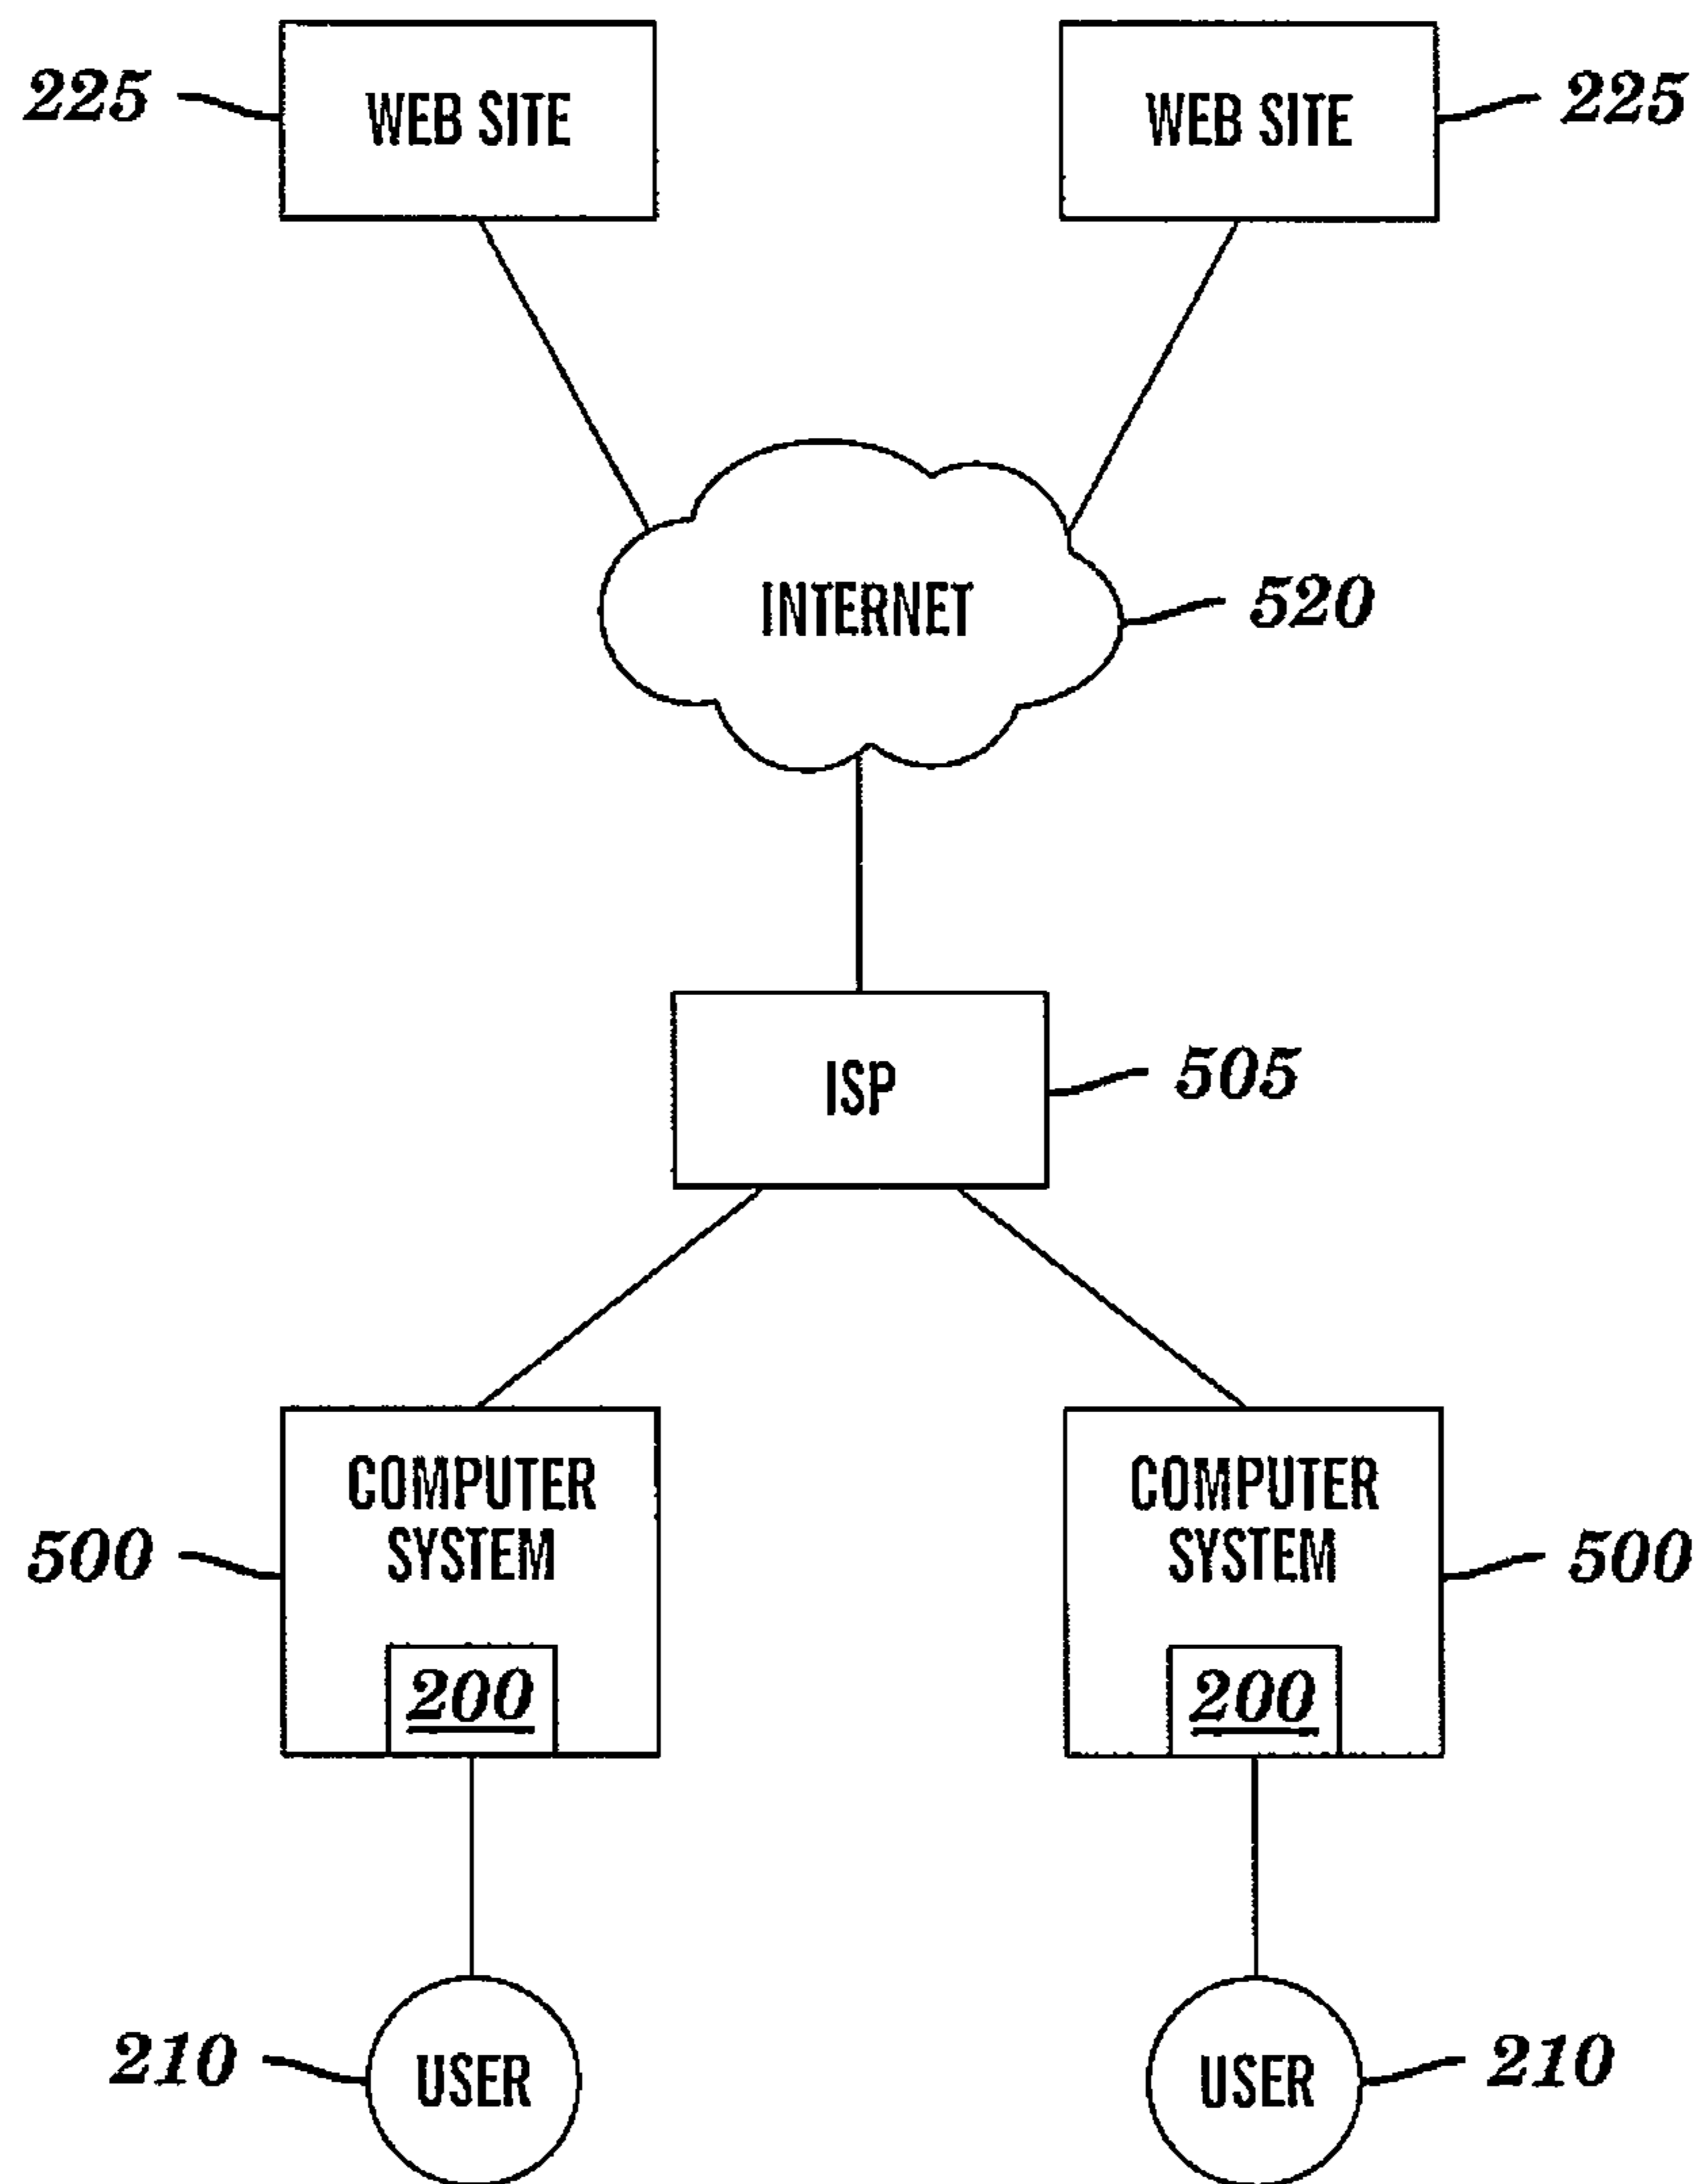 225 WEB SITE
WEB SITE 225
INTERNET 520
ISP 505
COMPUTER
SYSTEM
500
200
COMPUTER
SYSTEM
500
200
210 USER
USER 210